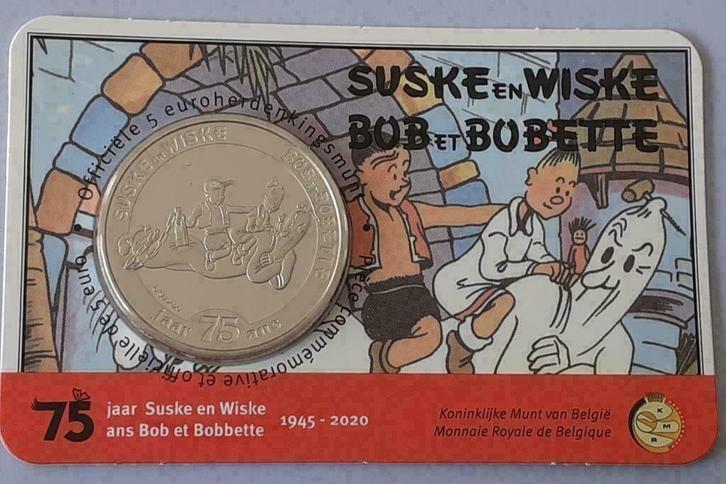 SUSKE EN WISKE
BOB ET BOBETTE
Officiële 5 euroherdenkingsmunt
Pièce commémorative et officielle de 5 euro
SUSKE EN WISKE
BOB ET BOBETTE
jaar 75 ans
75 jaar Suske en Wiske
ans Bob et Bobbette
1945 - 2020
Koninklijke Munt van België
Monnaie Royale de Belgique
KMR